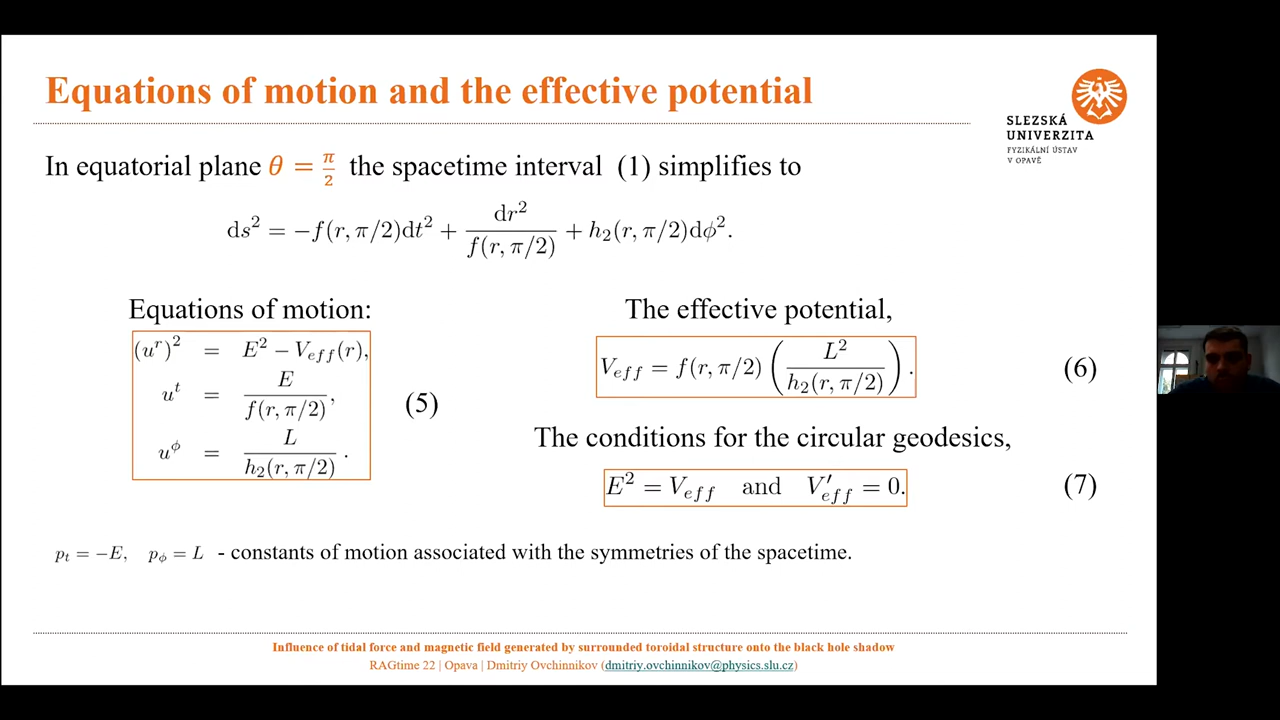 Equations of motion and the effective potential
SLEZSKÁ
UNIVERZITA
FYZIKÁLNÍ ÚSTAV
V OPAVĚ
In equatorial plane θ = π/2 the spacetime interval (1) simplifies to
ds² = −f(r, π/2)dt² + dr²/f(r, π/2) + h₂(r, π/2)dϕ².
Equations of motion:
(uʳ)² = E² − V_eff(r),
uᵗ = E/f(r, π/2),
u^ϕ = L/h₂(r, π/2).
(5)
The effective potential,
V_eff = f(r, π/2) (L²/h₂(r, π/2)).
(6)
The conditions for the circular geodesics,
E² = V_eff and V′_eff = 0.
(7)
p_t = −E, p_ϕ = L - constants of motion associated with the symmetries of the spacetime.
Influence of tidal force and magnetic field generated by surrounded toroidal structure onto the black hole shadow
RAGtime 22 | Opava | Dmitriy Ovchinnikov (dmitriy.ovchinnikov@physics.slu.cz)